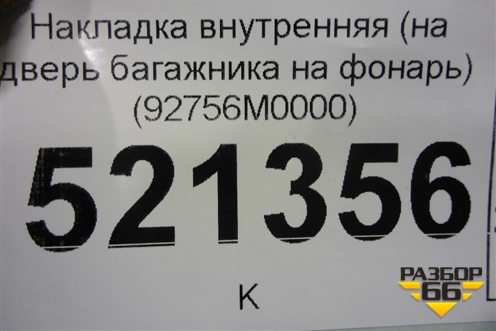 Накладка внутренняя (на
дверь багажника на фонарь)
(92756M0000)
521356
К
РАЗБОР
66